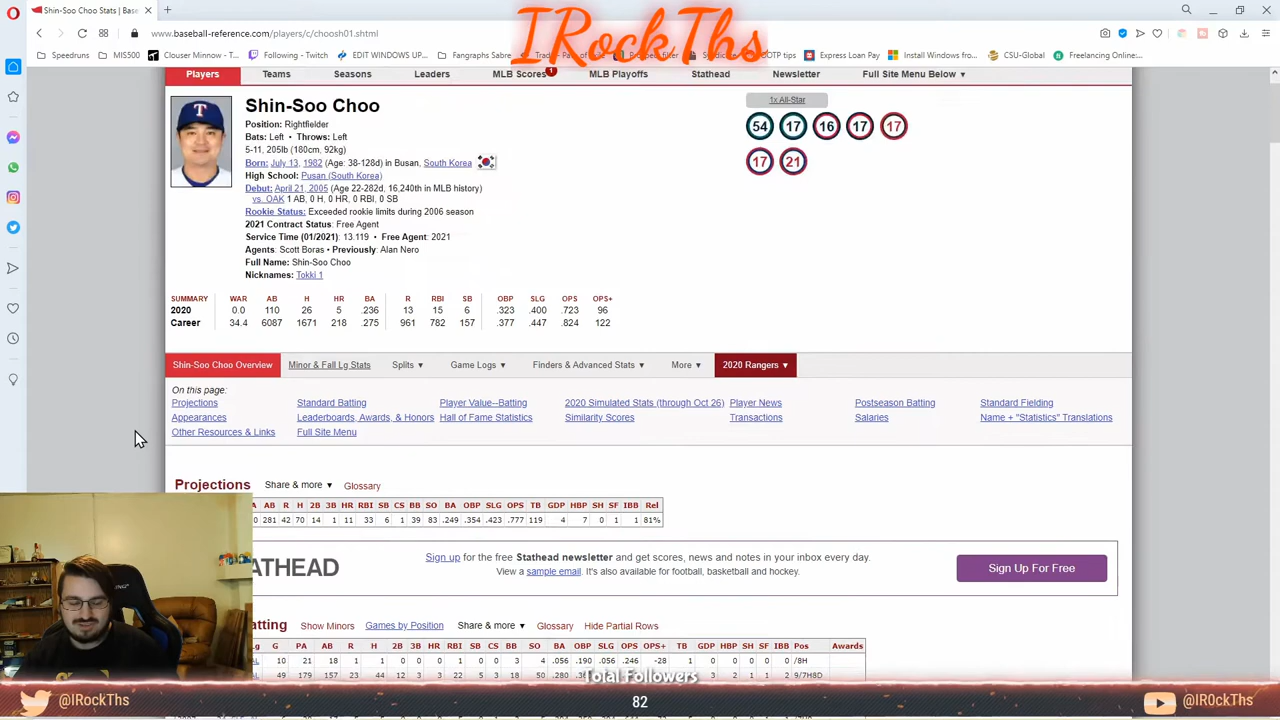 Shin-Soo Choo Stats | Base
IRockThs
www.baseball-reference.com/players/c/choosh01.shtml
Speedruns MIS500 Clouser Minnow - T... Following - Twitch EDIT WINDOWS UP... Fangraphs Sabre OOTP tips Express Loan Pay Install Windows fo... CSU-Global Freelancing Online:...
Players Teams Seasons Leaders MLB Scores 1 MLB Playoffs Stathead Newsletter Full Site Menu Below ▼
Shin-Soo Choo
1x All-Star
Position: Rightfielder
54 17 16 17 17
Bats: Left • Throws: Left
5-11, 205lb (180cm, 92kg)
17 21
Born: July 13, 1982 (Age: 38-128d) in Busan, South Korea
High School: Pusan (South Korea)
Debut: April 21, 2005 (Age 22-282d, 16,240th in MLB history)
vs. OAK 1 AB, 0 H, 0 HR, 0 RBI, 0 SB
Rookie Status: Exceeded rookie limits during 2006 season
2021 Contract Status: Free Agent
Service Time (01/2021): 13.119 • Free Agent: 2021
Agents: Scott Boras • Previously: Alan Nero
Full Name: Shin-Soo Choo
Nicknames: Tokki 1
SUMMARY WAR AB H HR BA R RBI SB OBP SLG OPS OPS+
2020 0.0 110 26 5 .236 13 15 6 .323 .400 .723 96
Career 34.4 6087 1671 218 .275 961 782 157 .377 .447 .824 122
Shin-Soo Choo Overview Minor & Fall Lg Stats Splits ▼ Game Logs ▼ Finders & Advanced Stats ▼ More ▼ 2020 Rangers ▼
On this page:
Projections Standard Batting Player Value--Batting 2020 Simulated Stats (through Oct 26) Player News Postseason Batting Standard Fielding
Appearances Leaderboards, Awards, & Honors Hall of Fame Statistics Similarity Scores Transactions Salaries Name + "Statistics" Translations
Other Resources & Links Full Site Menu
Projections Share & more ▼ Glossary
AB R H 2B 3B HR RBI SB CS BB SO BA OBP SLG OPS TB GDP HBP SH SF IBB Rel
0 281 42 70 14 1 11 33 6 1 39 83 .249 .354 .423 .777 119 4 7 0 1 1 81%
ATHEAD
Sign up for the free Stathead newsletter and get scores, news and notes in your inbox every day.
View a sample email. It's also available for football, basketball and hockey.
Sign Up For Free
atting Show Minors Games by Position Share & more ▼ Glossary Hide Partial Rows
Lg G PA AB R H 2B 3B HR RBI SB CS BB SO BA OBP SLG OPS OPS+ TB GDP HBP SH SF IBB Pos Awards
AL 10 21 18 1 1 0 0 0 1 0 0 3 4 .056 .190 .056 .246 -28 1 0 0 0 0 0 /8H
49 179 157 23 44 12 3 3 22 5 3 18 50 .280 9/7H8D
Total Followers
82
@IRockThs
@IR0ckThs